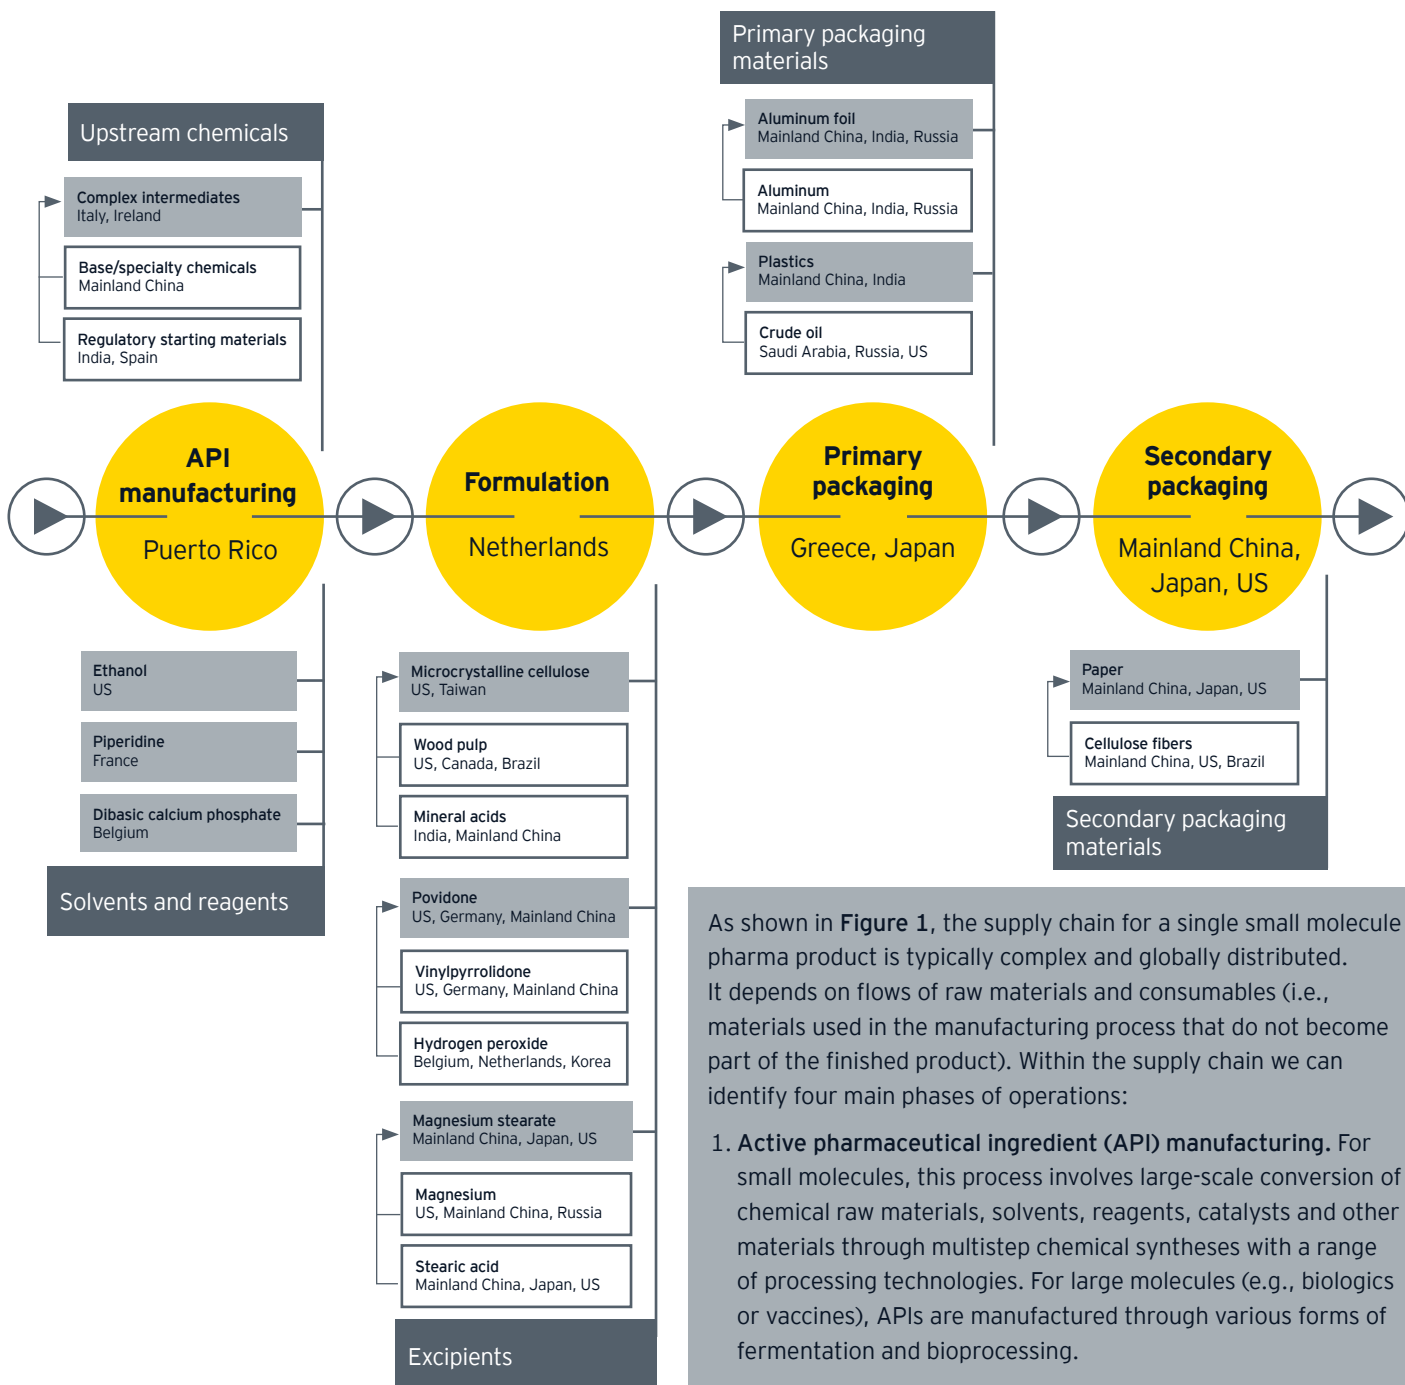 Primary packaging
materials
Aluminum foil
Mainland China, India, Russia
Aluminum
Mainland China, India, Russia
Plastics
Mainland China, India
Crude oil
Saudi Arabia, Russia, US
Upstream chemicals
Complex intermediates
Italy, Ireland
Base/specialty chemicals
Mainland China
Regulatory starting materials
India, Spain
API
manufacturing
Puerto Rico
Formulation
Netherlands
Primary
packaging
Greece, Japan
Secondary
packaging
Mainland China,
Japan, US
Ethanol
US
Piperidine
France
Dibasic calcium phosphate
Belgium
Solvents and reagents
Microcrystalline cellulose
US, Taiwan
Wood pulp
US, Canada, Brazil
Mineral acids
India, Mainland China
Povidone
US, Germany, Mainland China
Vinylpyrrolidone
US, Germany, Mainland China
Hydrogen peroxide
Belgium, Netherlands, Korea
Magnesium stearate
Mainland China, Japan, US
Magnesium
US, Mainland China, Russia
Stearic acid
Mainland China, Japan, US
Excipients
Paper
Mainland China, Japan, US
Cellulose fibers
Mainland China, US, Brazil
Secondary packaging
materials
As shown in Figure 1, the supply chain for a single small molecule
pharma product is typically complex and globally distributed.
It depends on flows of raw materials and consumables (i.e.,
materials used in the manufacturing process that do not become
part of the finished product). Within the supply chain we can
identify four main phases of operations:
1. Active pharmaceutical ingredient (API) manufacturing. For
small molecules, this process involves large-scale conversion of
chemical raw materials, solvents, reagents, catalysts and other
materials through multistep chemical syntheses with a range
of processing technologies. For large molecules (e.g., biologics
or vaccines), APIs are manufactured through various forms of
fermentation and bioprocessing.